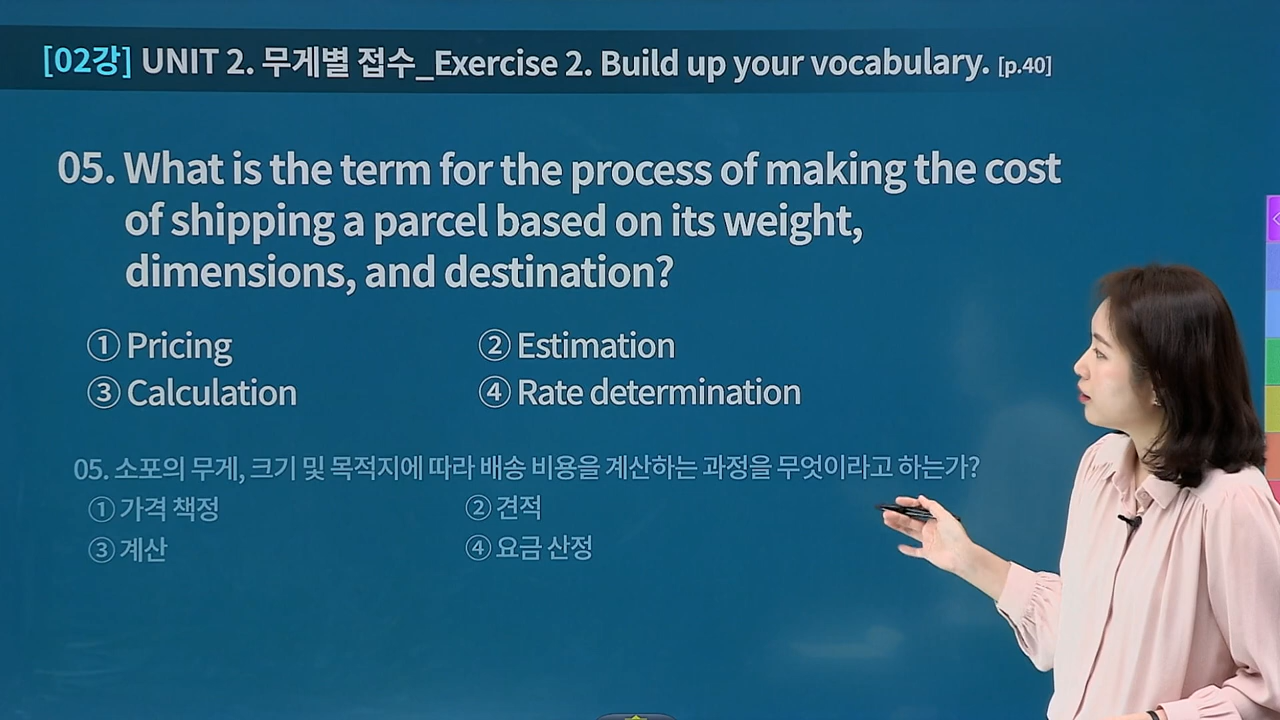 [02강] UNIT 2. 무게별 접수_Exercise 2. Build up your vocabulary. [p.40]
05. What is the term for the process of making the cost
of shipping a parcel based on its weight,
dimensions, and destination?
① Pricing
② Estimation
③ Calculation
④ Rate determination
05. 소포의 무게, 크기 및 목적지에 따라 배송 비용을 계산하는 과정을 무엇이라고 하는가?
① 가격 책정
② 견적
③ 계산
④ 요금 산정